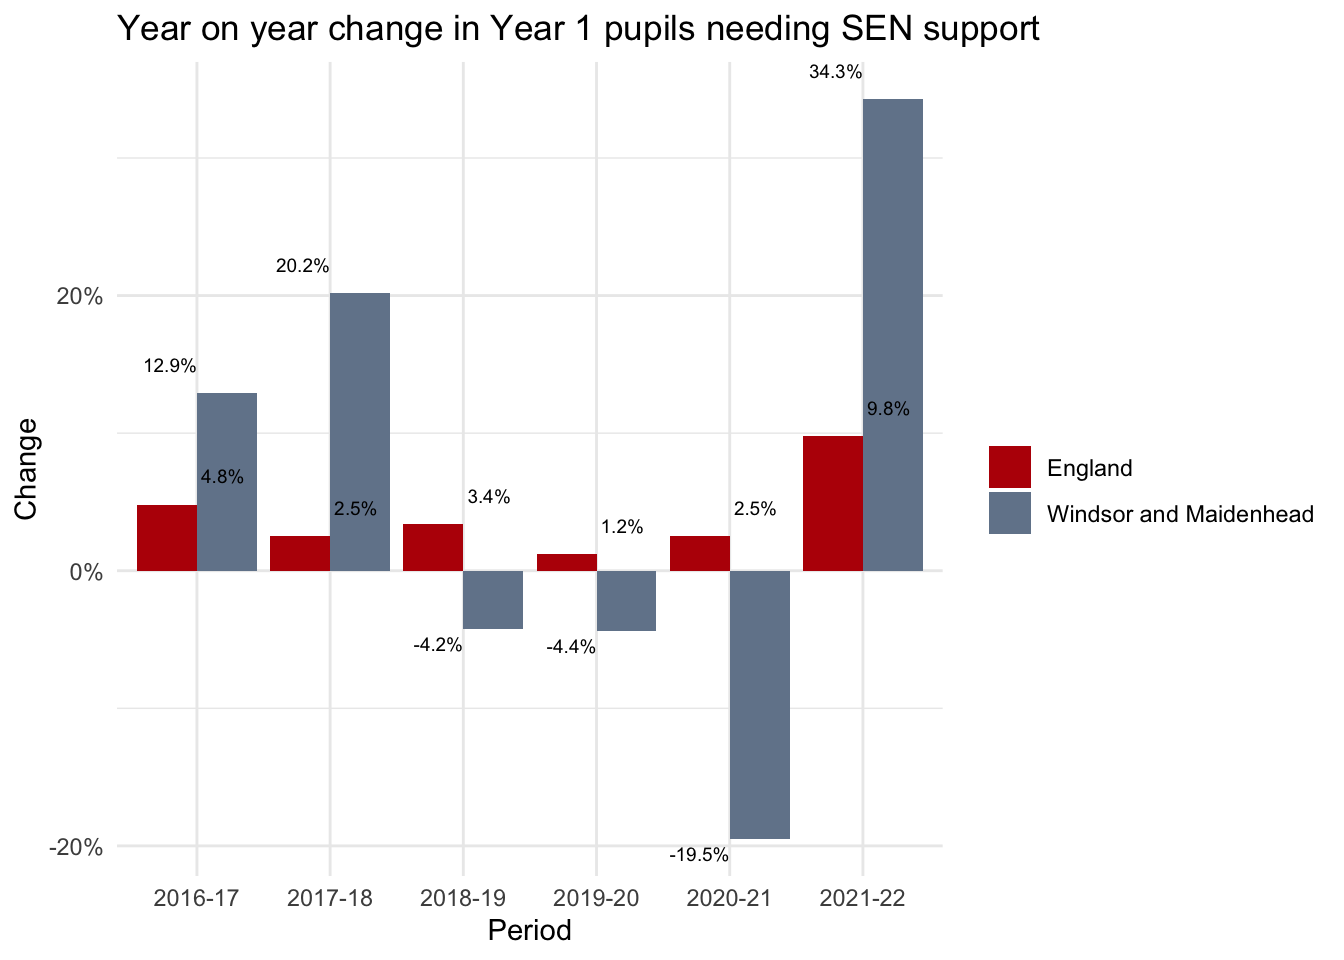 Year on year change in Year 1 pupils needing SEN support
34.3%
20.2%
20%
12.9%
9.8%
4.8%
2.5%
3.4%
1.2%
2.5%
Change
England
Windsor and Maidenhead
0%
-4.2%
-4.4%
-19.5%
-20%
2016-17 2017-18 2018-19 2019-20 2020-21 2021-22
Period